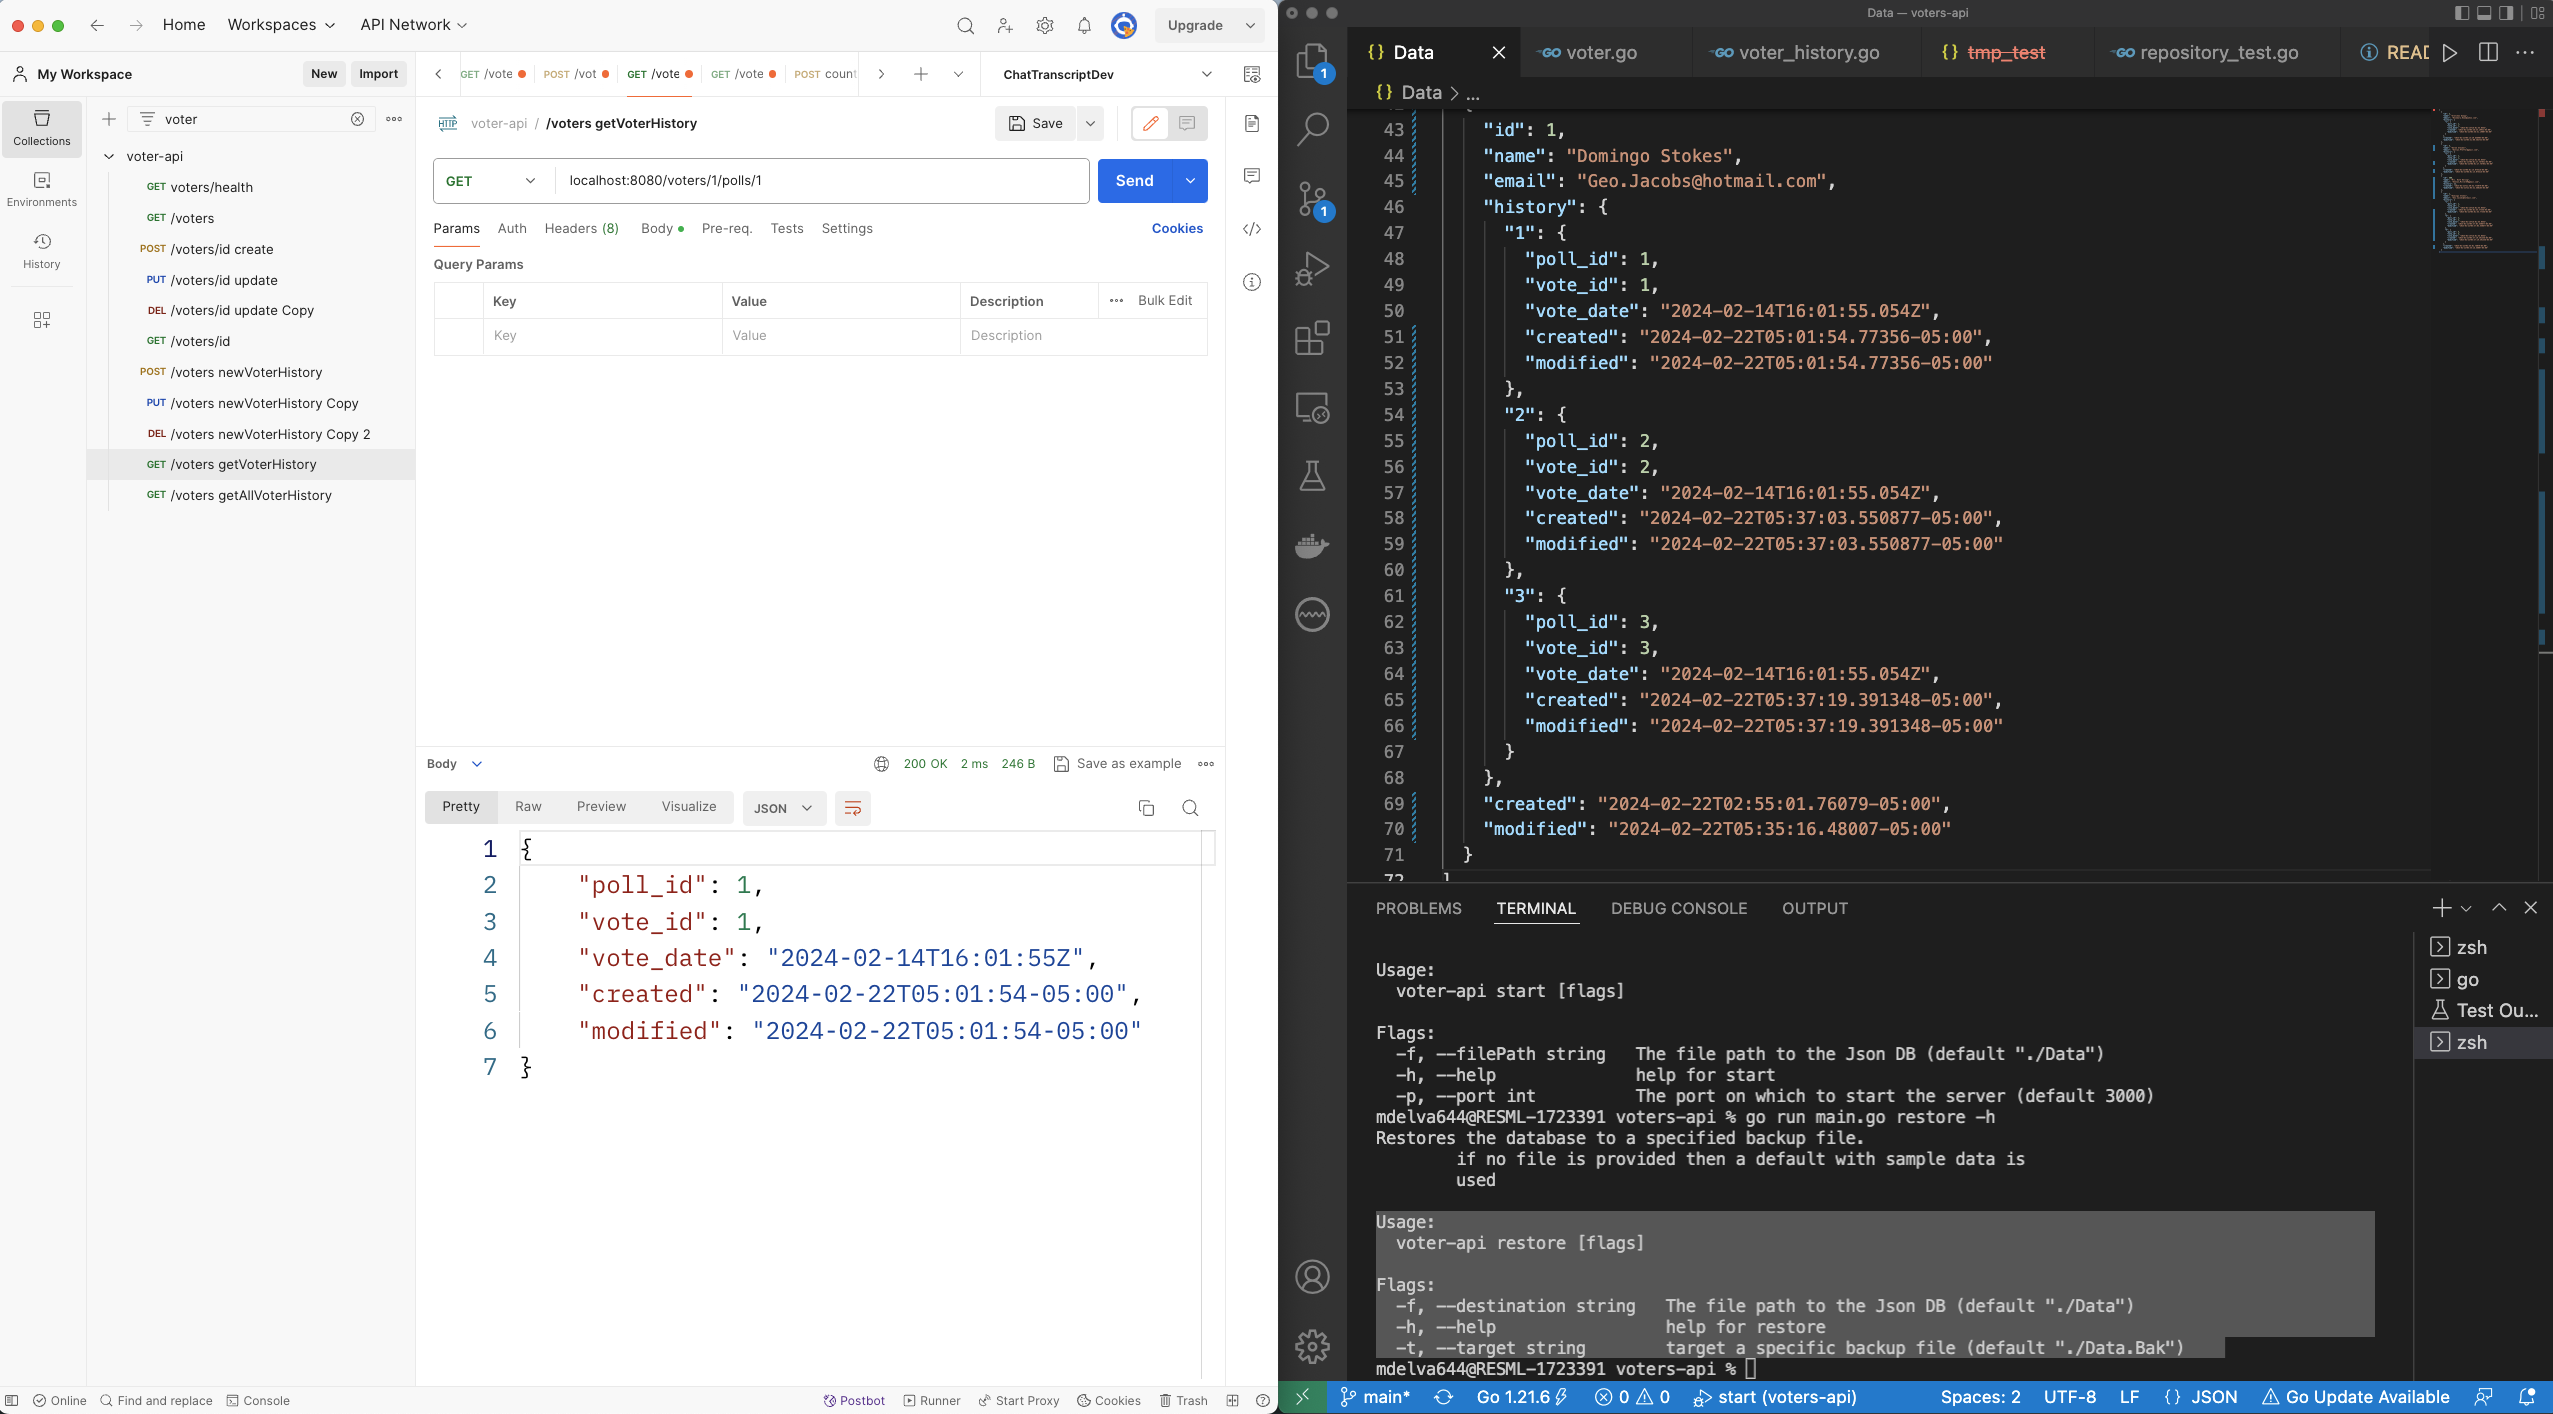 Home
Workspaces
API Network
Upgrade
My Workspace
New
Import
GET /vote
POST /vot
GET /vote
GET /vote
POST coun
ChatTranscriptDev
Collections
Environments
History
voter
voter-api
GET voters/health
GET /voters
POST /voters/id create
PUT /voters/id update
DEL /voters/id update Copy
GET /voters/id
POST /voters newVoterHistory
PUT /voters newVoterHistory Copy
DEL /voters newVoterHistory Copy 2
GET /voters getVoterHistory
GET /voters getAllVoterHistory
HTTP voter-api / /voters getVoterHistory
Save
GET localhost:8080/voters/1/polls/1
Send
Params Auth Headers (8) Body Pre-req. Tests Settings Cookies
Query Params
Key Value Description Bulk Edit
Key Value Description
Body 200 OK 2 ms 246 B Save as example
Pretty Raw Preview Visualize JSON
1 {
2 "poll_id": 1,
3 "vote_id": 1,
4 "vote_date": "2024-02-14T16:01:55Z",
5 "created": "2024-02-22T05:01:54-05:00",
6 "modified": "2024-02-22T05:01:54-05:00"
7 }
Online Find and replace Console Postbot Runner Start Proxy Cookies Trash
Data — voters-api
{} Data
GO voter.go
GO voter_history.go
{} tmp_test
GO repository_test.go
READ
{} Data > ...
1
1
43 "id": 1,
44 "name": "Domingo Stokes",
45 "email": "Geo.Jacobs@hotmail.com",
46 "history": {
47 "1": {
48 "poll_id": 1,
49 "vote_id": 1,
50 "vote_date": "2024-02-14T16:01:55.054Z",
51 "created": "2024-02-22T05:01:54.77356-05:00",
52 "modified": "2024-02-22T05:01:54.77356-05:00"
53 },
54 "2": {
55 "poll_id": 2,
56 "vote_id": 2,
57 "vote_date": "2024-02-14T16:01:55.054Z",
58 "created": "2024-02-22T05:37:03.550877-05:00",
59 "modified": "2024-02-22T05:37:03.550877-05:00"
60 },
61 "3": {
62 "poll_id": 3,
63 "vote_id": 3,
64 "vote_date": "2024-02-14T16:01:55.054Z",
65 "created": "2024-02-22T05:37:19.391348-05:00",
66 "modified": "2024-02-22T05:37:19.391348-05:00"
67 }
68 },
69 "created": "2024-02-22T02:55:01.76079-05:00",
70 "modified": "2024-02-22T05:35:16.48007-05:00"
71 }
72 ]
PROBLEMS TERMINAL DEBUG CONSOLE OUTPUT
zsh
go
Test Ou...
zsh
Usage:
voter-api start [flags]
Flags:
-f, --filePath string The file path to the Json DB (default "./Data")
-h, --help help for start
-p, --port int The port on which to start the server (default 3000)
mdelva644@RESML-1723391 voters-api % go run main.go restore -h
Restores the database to a specified backup file.
if no file is provided then a default with sample data is
used
Usage:
voter-api restore [flags]
Flags:
-f, --destination string The file path to the Json DB (default "./Data")
-h, --help help for restore
-t, --target string target a specific backup file (default "./Data.Bak")
mdelva644@RESML-1723391 voters-api %
main* Go 1.21.6 0 0 start (voters-api) Spaces: 2 UTF-8 LF {} JSON Go Update Available